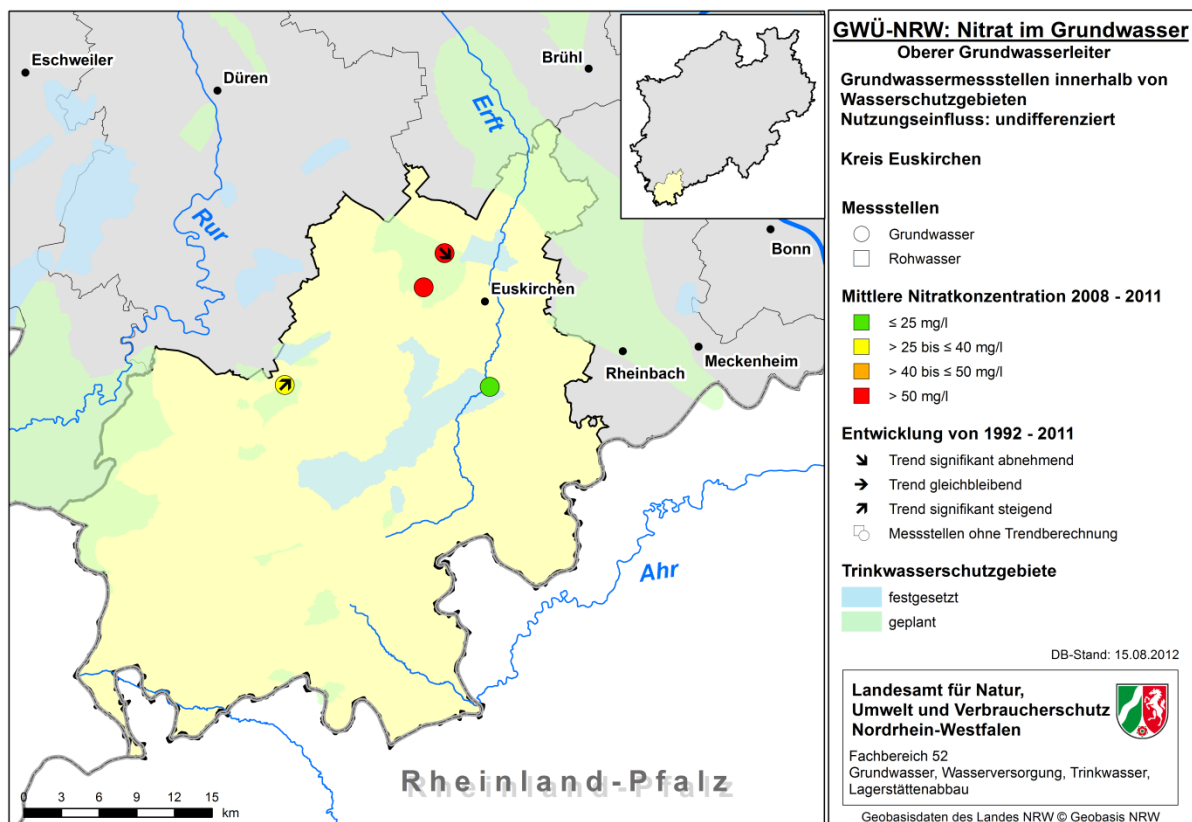 Eschweiler
Düren
Brühl
Erft
Rur
Euskirchen
Bonn
Rheinbach
Meckenheim
Ahr
Rheinland-Pfalz
0 3 6 9 12 15
km
GWÜ-NRW: Nitrat im Grundwasser
Oberer Grundwasserleiter
Grundwassermessstellen innerhalb von
Wasserschutzgebieten
Nutzungseinfluss: undifferenziert
Kreis Euskirchen
Messstellen
Grundwasser
Rohwasser
Mittlere Nitratkonzentration 2008 - 2011
≤ 25 mg/l
> 25 bis ≤ 40 mg/l
> 40 bis ≤ 50 mg/l
> 50 mg/l
Entwicklung von 1992 - 2011
Trend signifikant abnehmend
Trend gleichbleibend
Trend signifikant steigend
Messstellen ohne Trendberechnung
Trinkwasserschutzgebiete
festgesetzt
geplant
DB-Stand: 15.08.2012
Landesamt für Natur,
Umwelt und Verbraucherschutz
Nordrhein-Westfalen
Fachbereich 52
Grundwasser, Wasserversorgung, Trinkwasser,
Lagerstättenabbau
Geobasisdaten des Landes NRW © Geobasis NRW